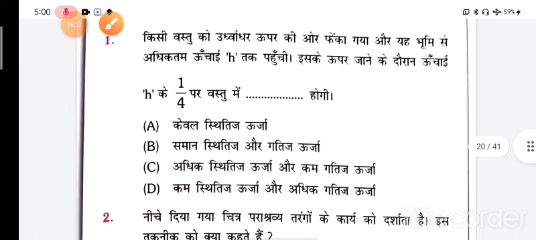 5:00
59%
1. किसी वस्तु को उर्ध्वाधर ऊपर की ओर फेंका गया और यह भूमि से
अधिकतम ऊँचाई 'h' तक पहुँची। इसके ऊपर जाने के दौरान ऊँचाई
'h' के 1/4 पर वस्तु में ................... होगी।
(A) केवल स्थितिज ऊर्जा
(B) समान स्थितिज और गतिज ऊर्जा
(C) अधिक स्थितिज ऊर्जा और कम गतिज ऊर्जा
(D) कम स्थितिज ऊर्जा और अधिक गतिज ऊर्जा
20 / 41
2. नीचे दिया गया चित्र पराश्रव्य तरंगों के कार्य को दर्शाता है। इस
तकनीक को क्या कहते हैं ?